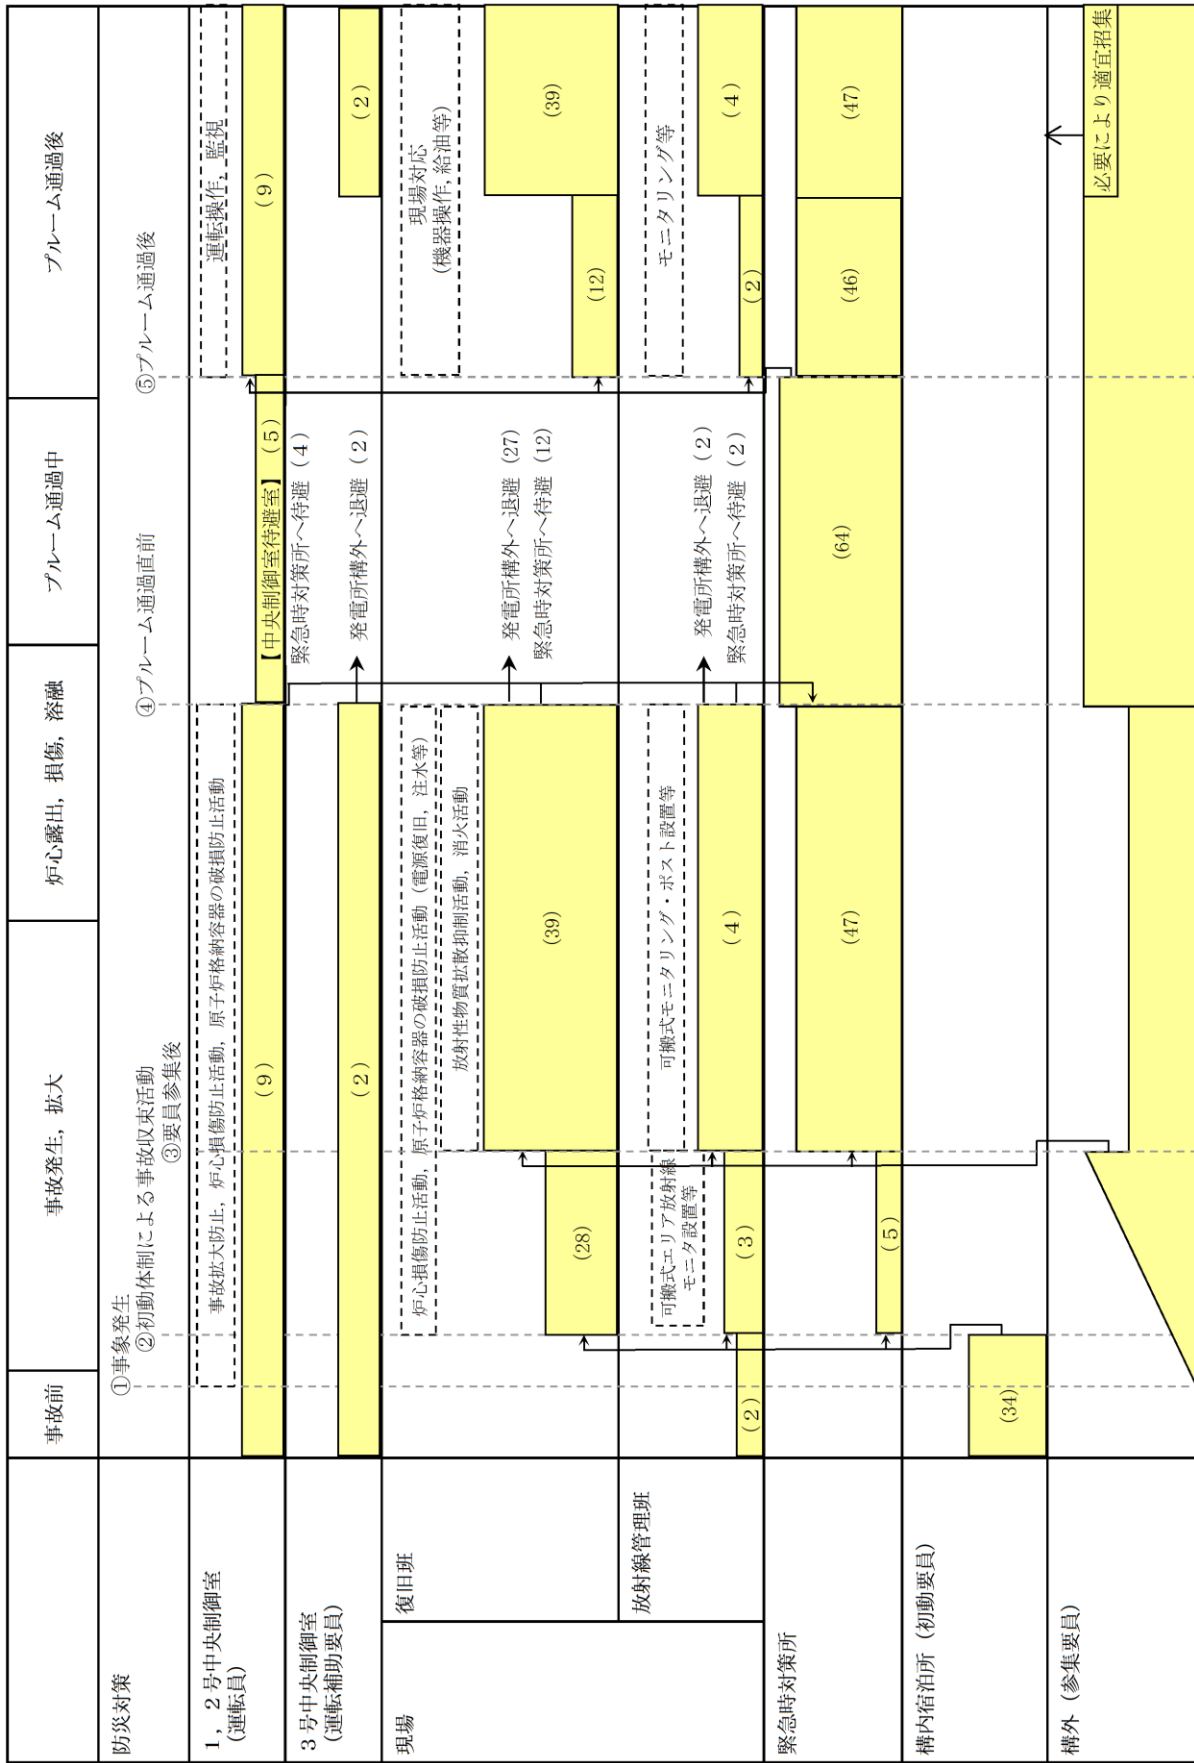 事故前
事故発生，拡大
炉心露出，損傷，溶融
プルーム通過中
プルーム通過後
防災対策
①事象発生
②初動体制による事故収束活動
③要員参集後
④プルーム通過直前
⑤プルーム通過後
１，２号中央制御室
(運転員)
事故拡大防止，炉心損傷防止活動，原子炉格納容器の破損防止活動
(９)
【中央制御室待避室】(５)
緊急時対策所へ待避 (４)
運転操作，監視
(９)
３号中央制御室
(運転補助要員)
(２)
発電所構外へ退避 (２)
(２)
現場
復旧班
炉心損傷防止活動，原子炉格納容器の破損防止活動 (電源復旧，注水等)
放射性物質拡散抑制活動，消火活動
(28)
(39)
発電所構外へ退避 (27)
緊急時対策所へ待避 (12)
現場対応
(機器操作,給油等)
(12)
(39)
放射線管理班
可搬式エリア放射線
モニタ設置等
可搬式モニタリング・ポスト設置等
(２)
(３)
(４)
発電所構外へ退避 (２)
緊急時対策所へ待避 (２)
モニタリング等
(２)
(４)
緊急時対策所
(５)
(47)
(64)
(46)
(47)
構内宿泊所 (初動要員)
(34)
構外 (参集要員)
必要により適宜招集